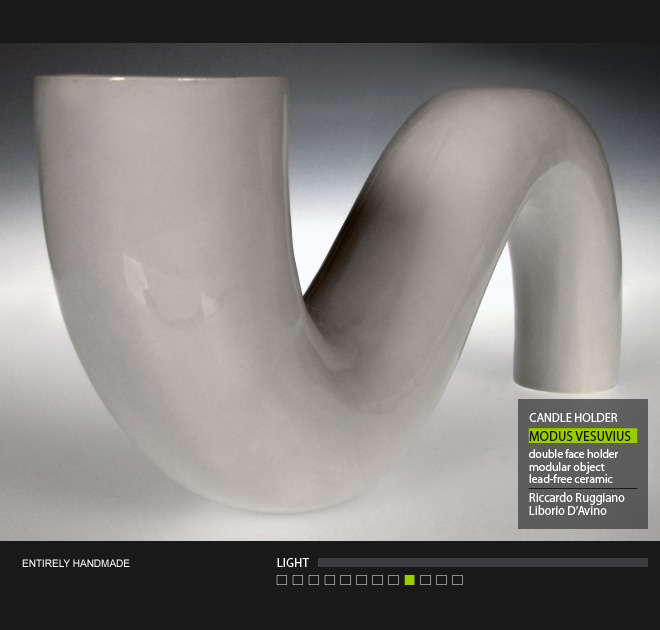 CANDLE HOLDER
MODUS VESUVIUS
double face holder
modular object
lead-free ceramic
Riccardo Ruggiano
Liborio D'Avino
ENTIRELY HANDMADE
LIGHT